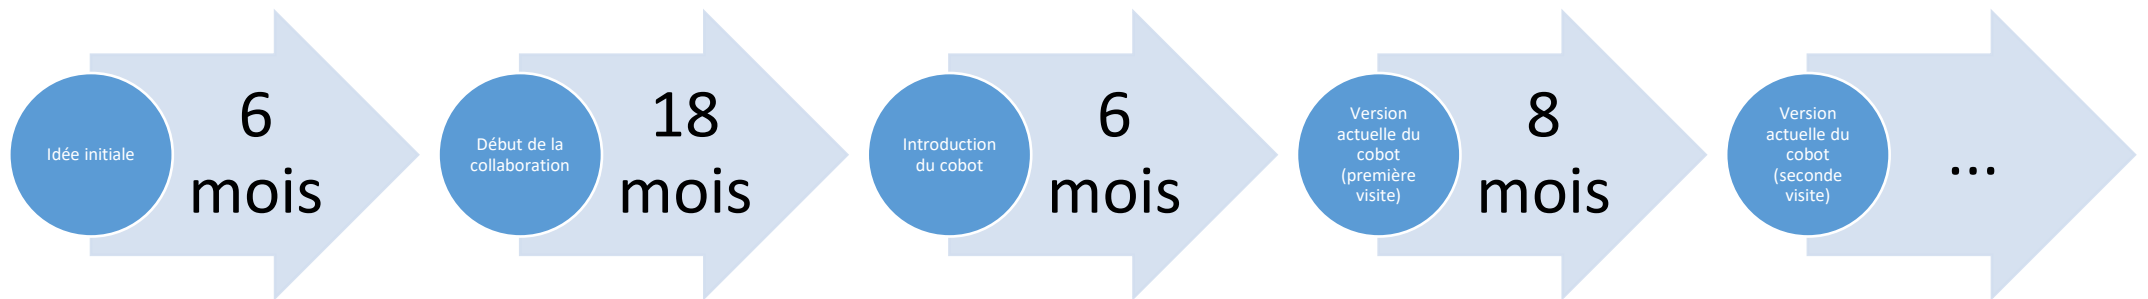 Idée initiale
6
mois
Début de la
collaboration
18
mois
Introduction
du cobot
6
mois
Version
actuelle du
cobot
(première
visite)
8
mois
Version
actuelle du
cobot
(seconde
visite)
...